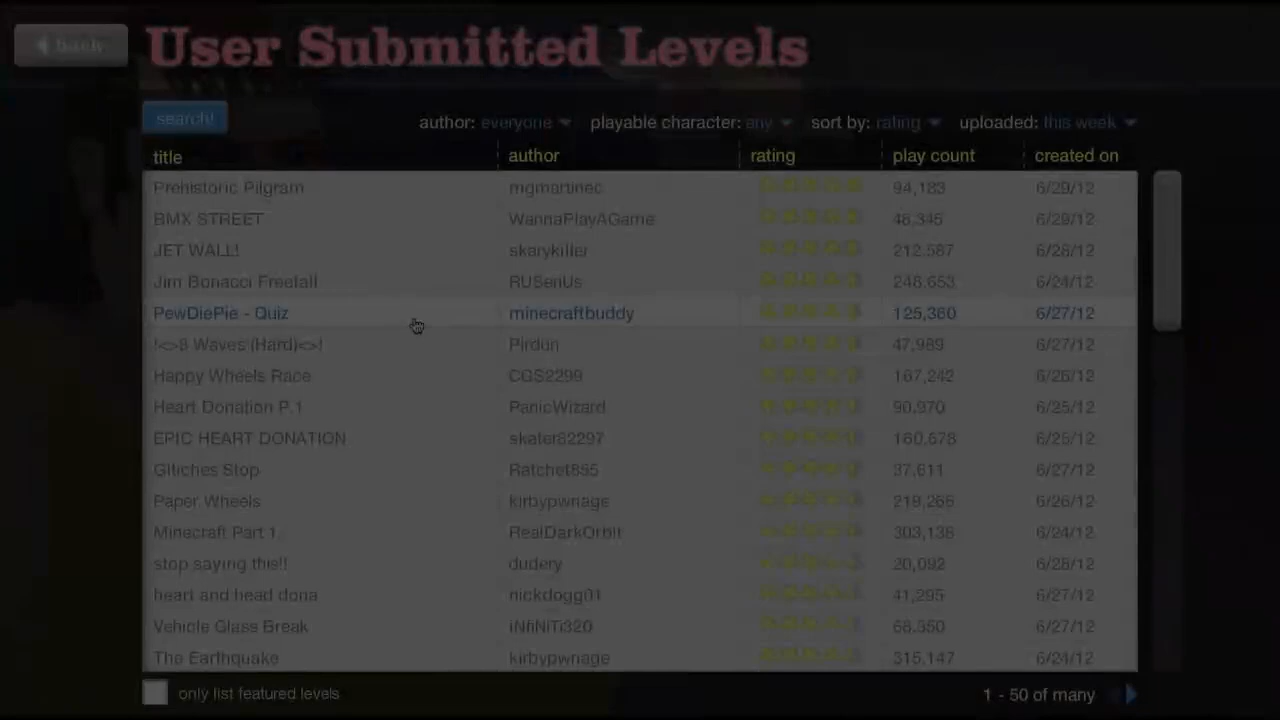 back
User Submitted Levels
search! author: everyone playable character: any sort by: rating uploaded: this week
title author rating play count created on
Prehistoric Pilgram mgmartinez 94,183 6/29/12
BMX STREET WannaPlayAGame 48,345 6/29/12
JET WALL! skarykiller 212,587 6/28/12
Jim Bonacci Freefall RUSeriUs 248,653 6/24/12
PewDiePie - Quiz minecraftbuddy 125,360 6/27/12
!<>8 Waves (Hard)<>! Pirdun 47,989 6/27/12
Happy Wheels Race CGS2299 167,242 6/26/12
Heart Donation P.1 PanicWizard 90,970 6/25/12
EPIC HEART DONATION skater82297 160,678 6/25/12
Glitches Stop Ratchet855 37,611 6/27/12
Paper Wheels kirbypwnage 219,266 6/26/12
Minecraft Part 1 RealDarkOrbit 303,136 6/24/12
stop saying this!! dudery 20,092 6/28/12
heart and head dona nickdogg01 41,295 6/27/12
Vehicle Glass Break iNfiNiTi320 68,350 6/27/12
The Earthquake kirbypwnage 315,147 6/24/12
only list featured levels 1 - 50 of many